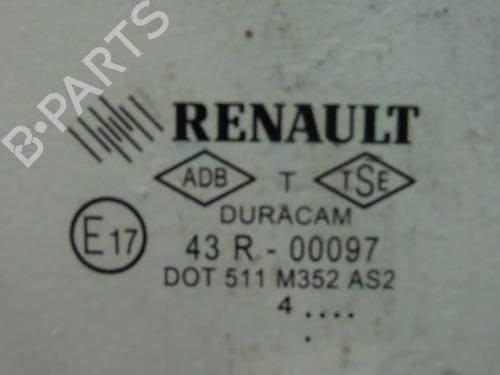 B-PARTS
RENAULT
ADB T TSE
DURACAM
E17 43 R - 00097
DOT 511 M352 AS2
4 ....
.